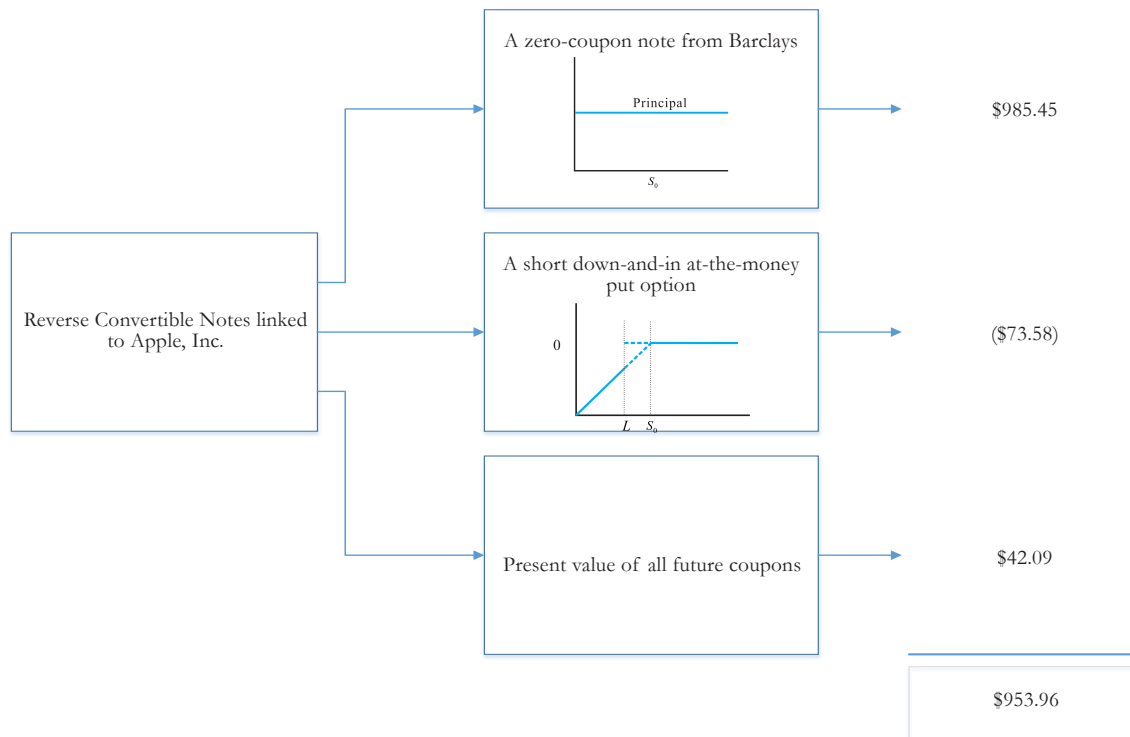 A zero-coupon note from Barclays
Principal
S₀
$985.45
Reverse Convertible Notes linked
to Apple, Inc.
A short down-and-in at-the-money
put option
0
L S₀
($73.58)
Present value of all future coupons
$42.09
$953.96